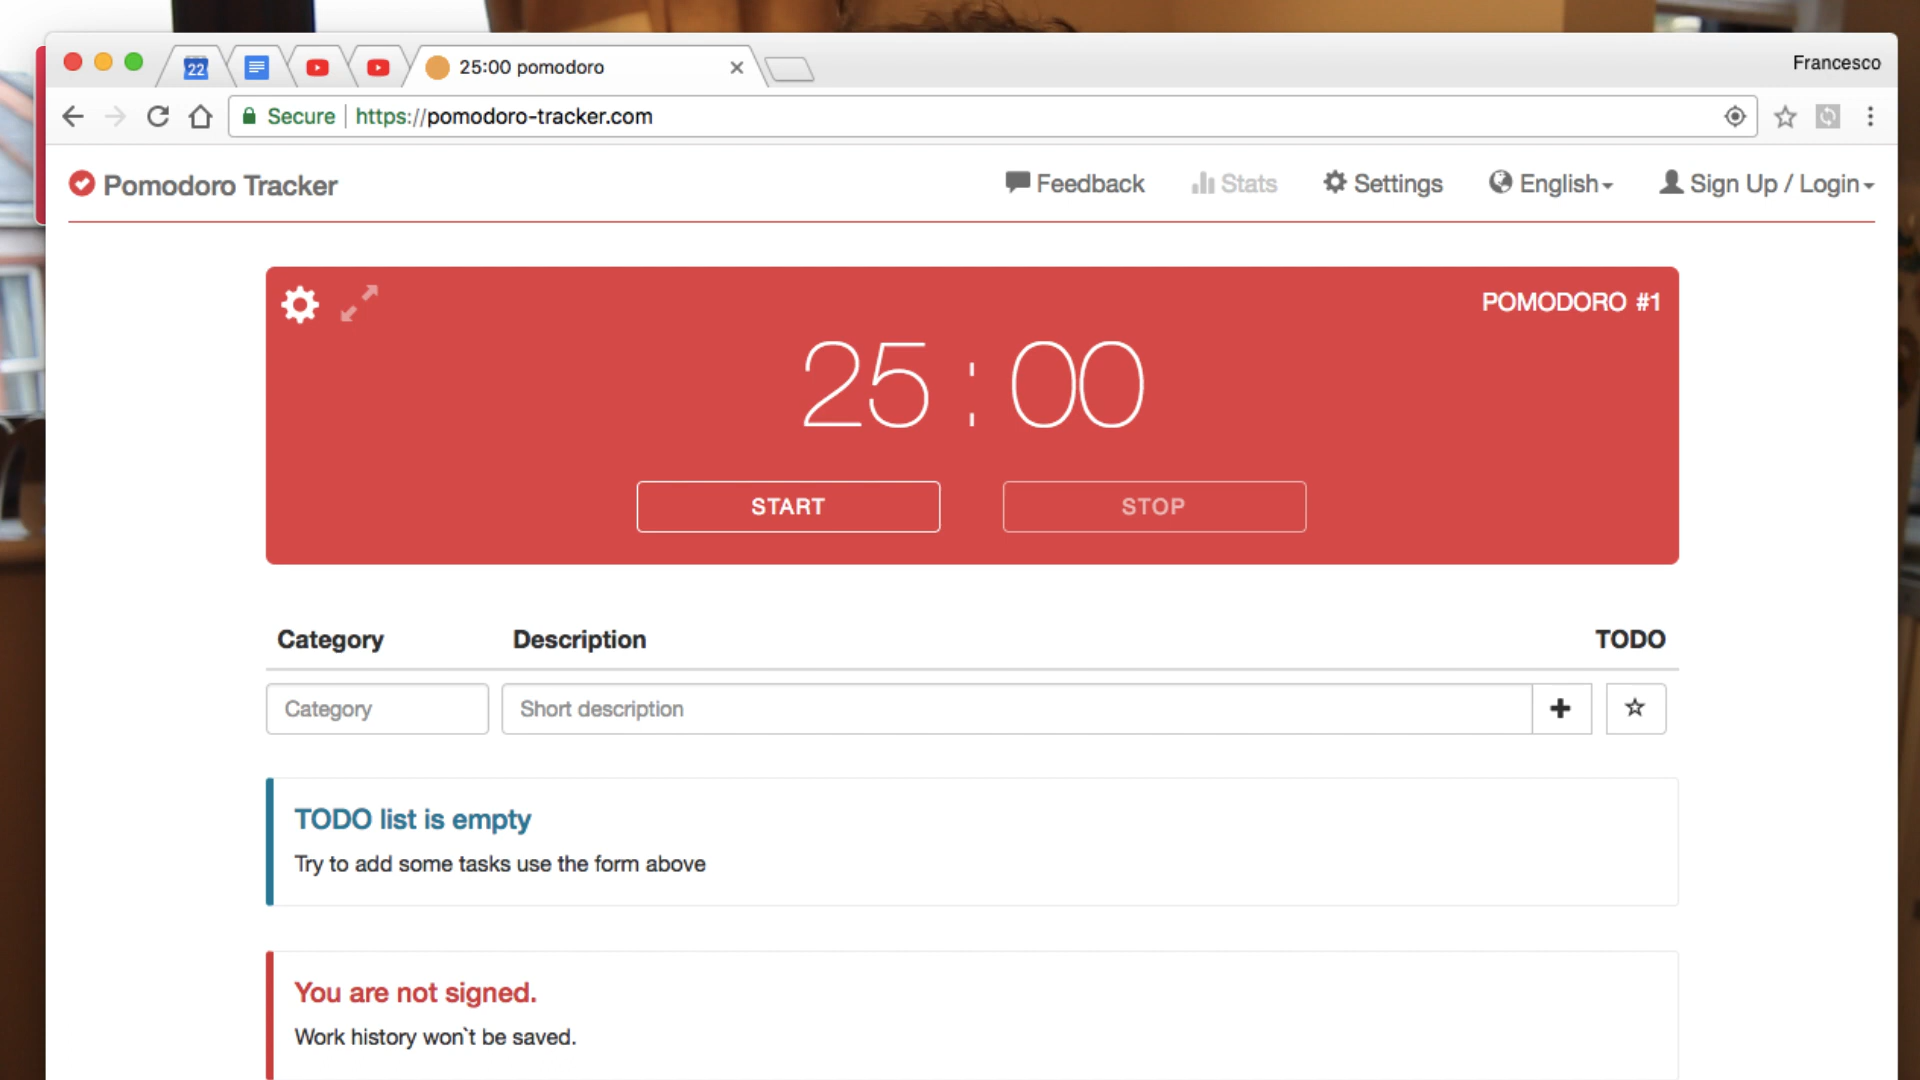 22
25:00 pomodoro
Francesco
Secure https://pomodoro-tracker.com
Pomodoro Tracker
Feedback
Stats
Settings
English
Sign Up / Login
POMODORO #1
25 : 00
START
STOP
Category
Description
TODO
Category
Short description
TODO list is empty
Try to add some tasks use the form above
You are not signed.
Work history won`t be saved.